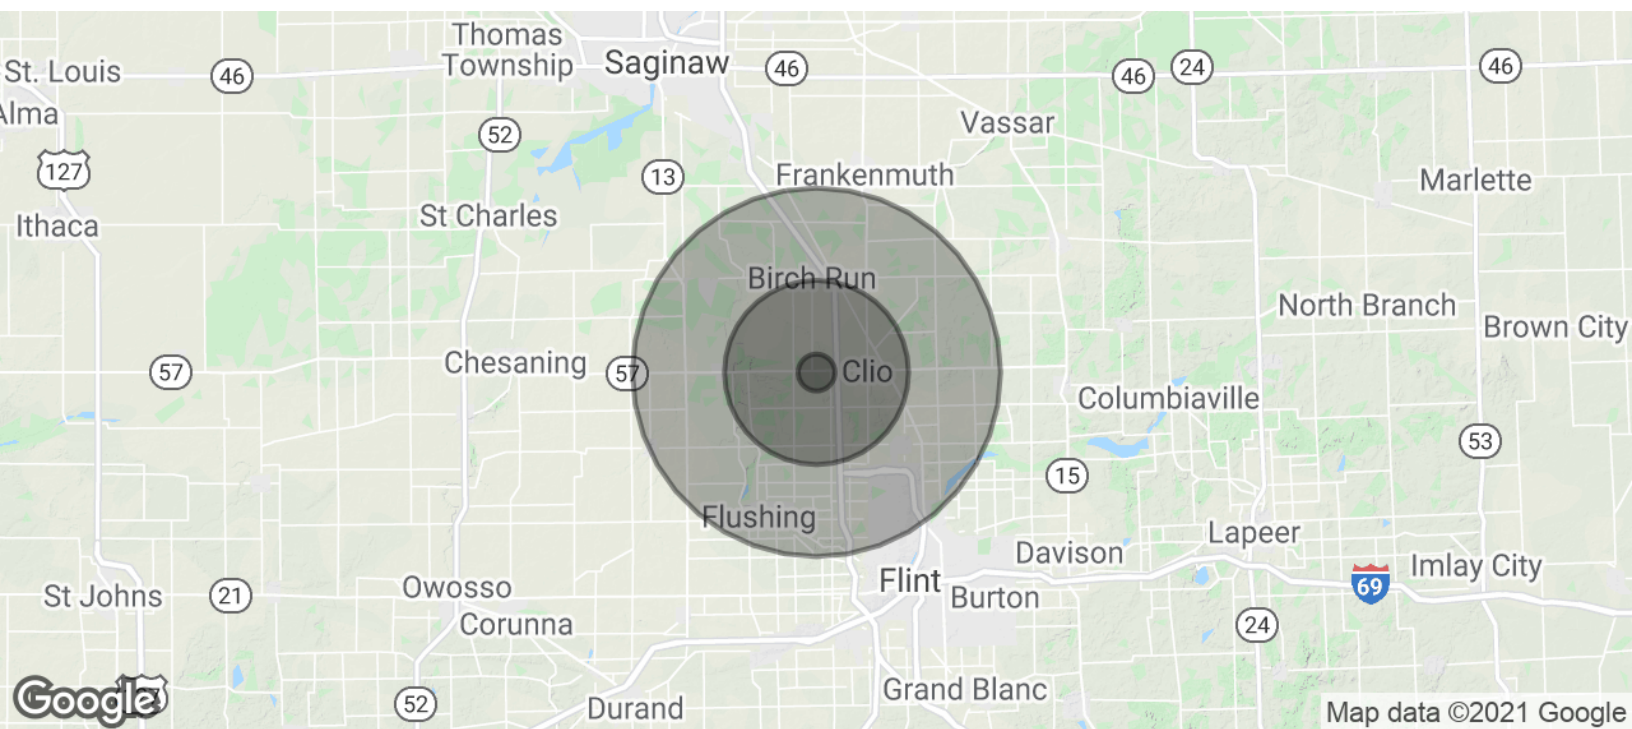 Thomas
Township
Saginaw
St. Louis
46
46
46
24
46
Alma
52
Vassar
127
13
Frankenmuth
Marlette
Ithaca
St Charles
Birch Run
North Branch
Brown City
57
Chesaning
57
Clio
Columbiaville
53
15
Flushing
Lapeer
Davison
Imlay City
St Johns
21
Owosso
Flint
Burton
69
Corunna
24
Google
52
Durand
Grand Blanc
Map data ©2021 Google